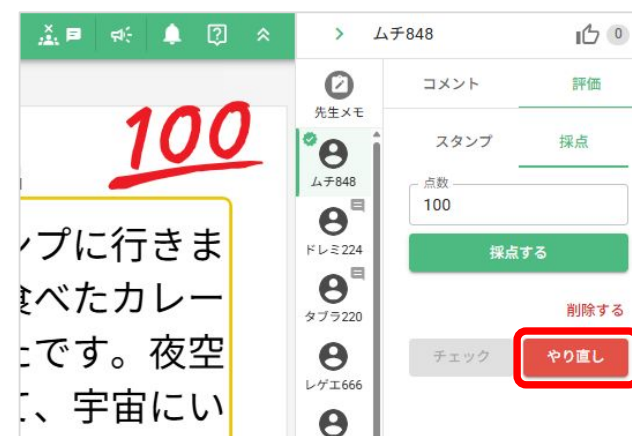 ムチ848
0
先生メモ
ムチ848
ドレミ224
タブラ220
レゲエ666
コメント
評価
スタンプ
採点
点数
100
採点する
削除する
チェック
やり直し
100
プに行きま
べたカレー
です。夜空
、宇宙にい